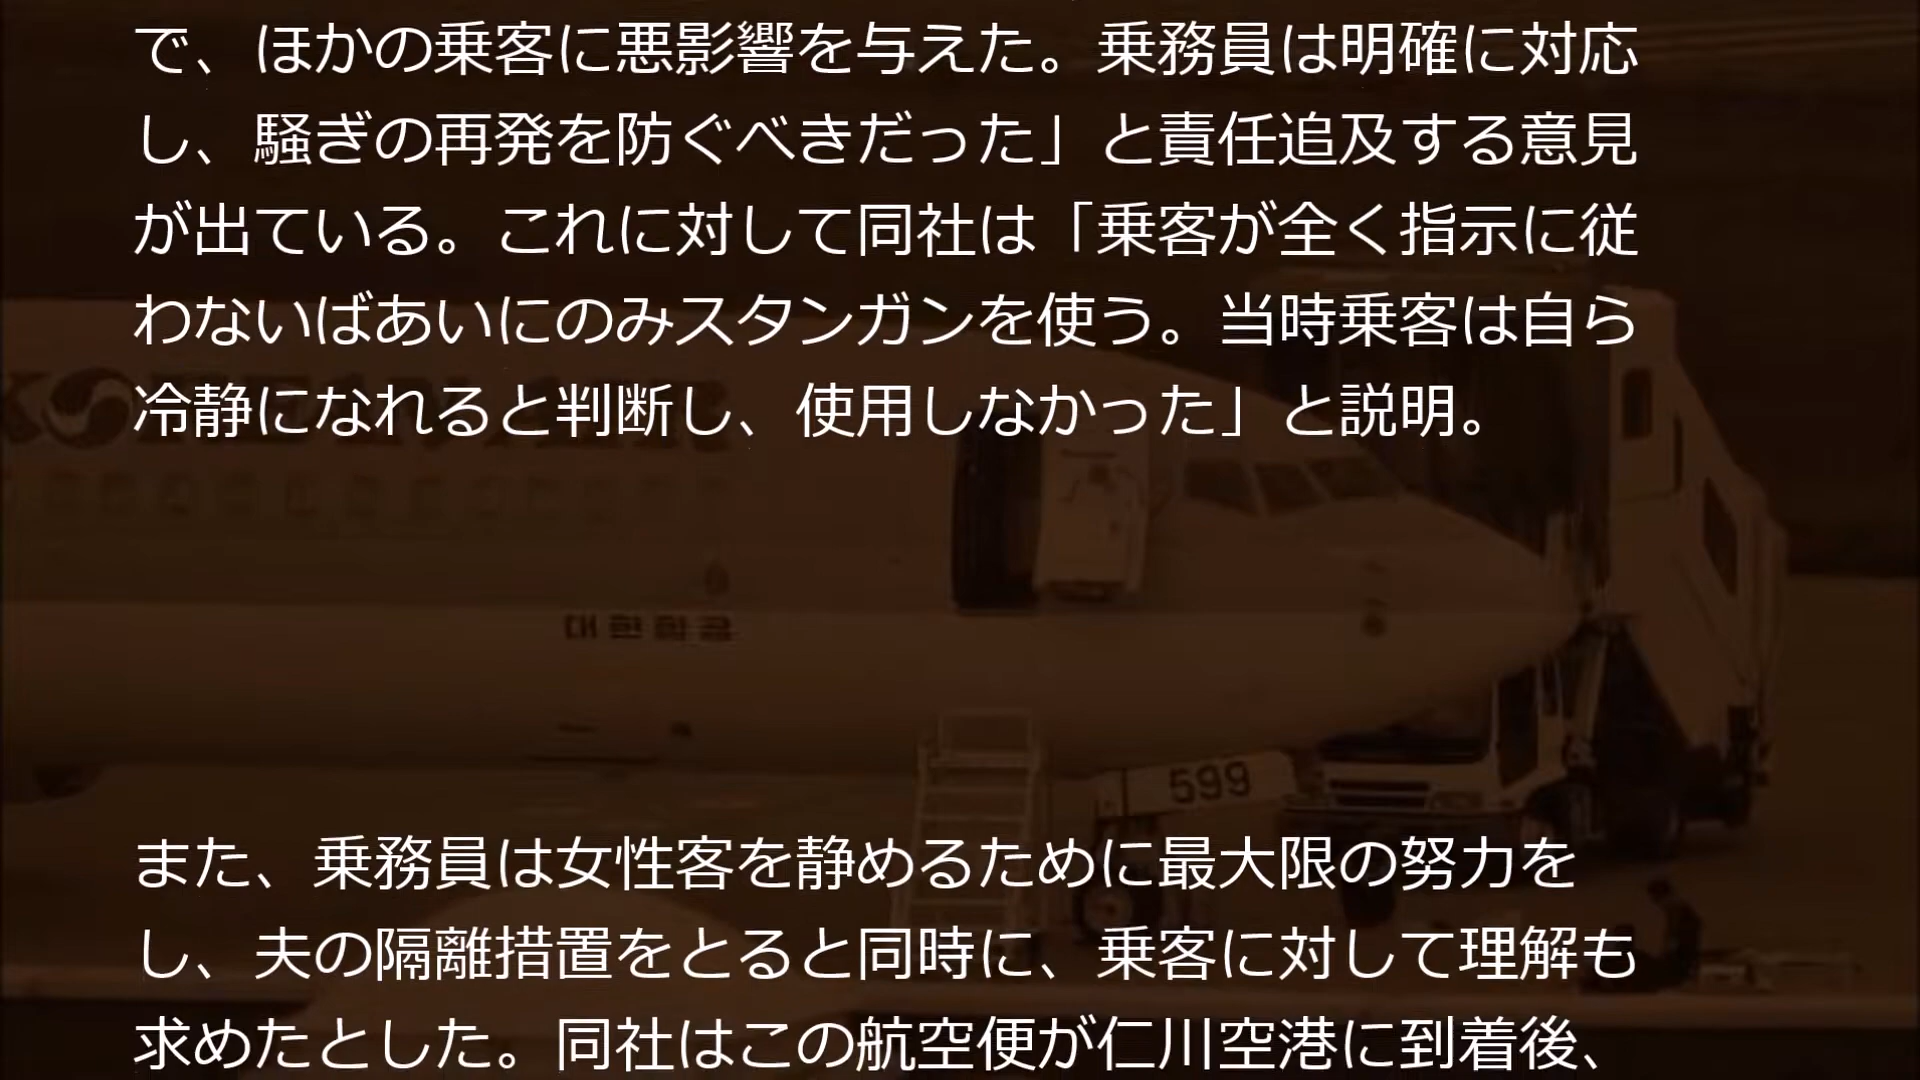 で、ほかの乗客に悪影響を与えた。乗務員は明確に対応
し、騒ぎの再発を防ぐべきだった」と責任追及する意見
が出ている。これに対して同社は「乗客が全く指示に従
わないばあいにのみスタンガンを使う。当時乗客は自ら
冷静になれると判断し、使用しなかった」と説明。
대한항공
599
また、乗務員は女性客を静めるために最大限の努力を
し、夫の隔離措置をとると同時に、乗客に対して理解も
求めたとした。同社はこの航空便が仁川空港に到着後、